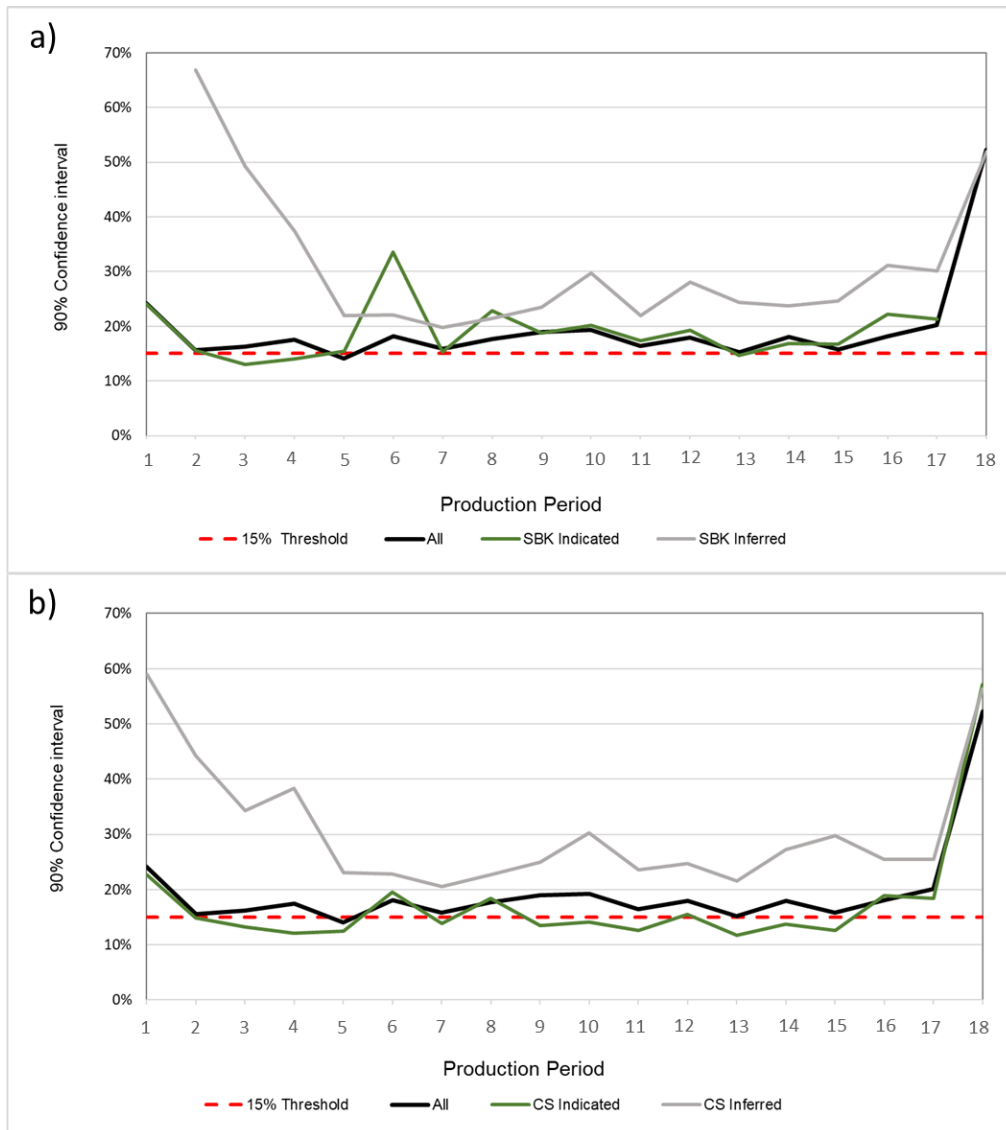 a)
70%
60%
50%
40%
30%
20%
10%
0%
90% Confidence interval
1 2 3 4 5 6 7 8 9 10 11 12 13 14 15 16 17 18
Production Period
15% Threshold All SBK Indicated SBK Inferred
b)
70%
60%
50%
40%
30%
20%
10%
0%
90% Confidence interval
1 2 3 4 5 6 7 8 9 10 11 12 13 14 15 16 17 18
Production Period
15% Threshold All CS Indicated CS Inferred